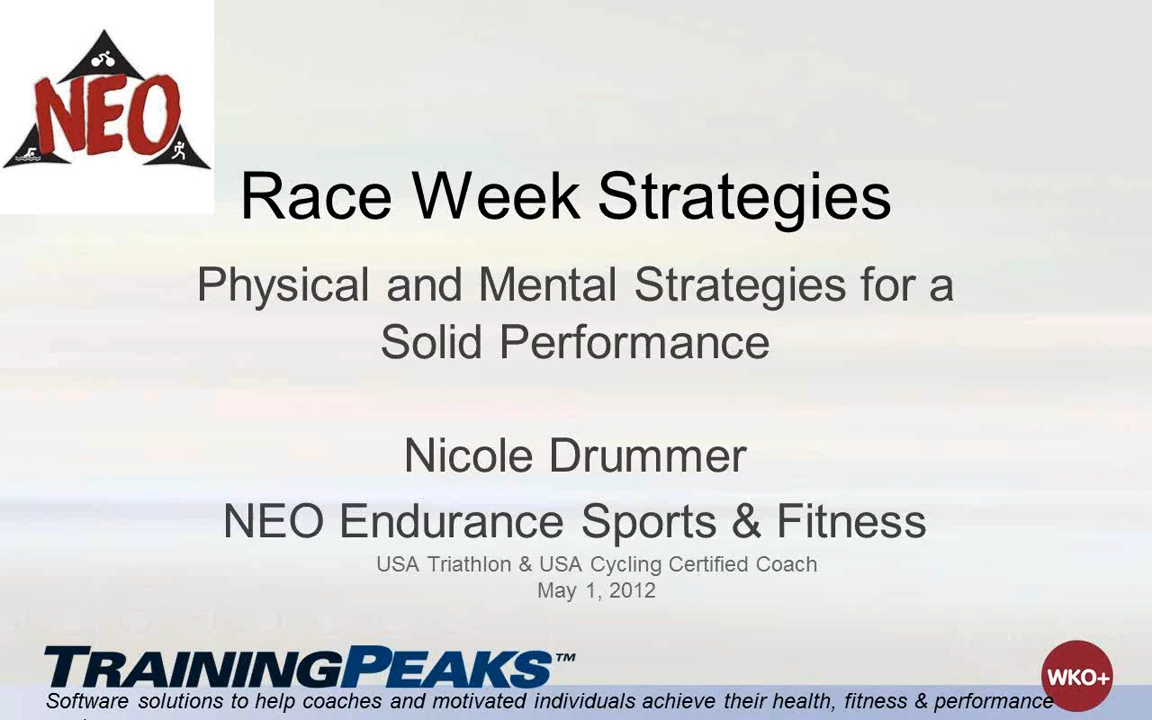 NEO
Race Week Strategies
Physical and Mental Strategies for a
Solid Performance
Nicole Drummer
NEO Endurance Sports & Fitness
USA Triathlon & USA Cycling Certified Coach
May 1, 2012
TRAININGPEAKS™
WKO+
Software solutions to help coaches and motivated individuals achieve their health, fitness & performance